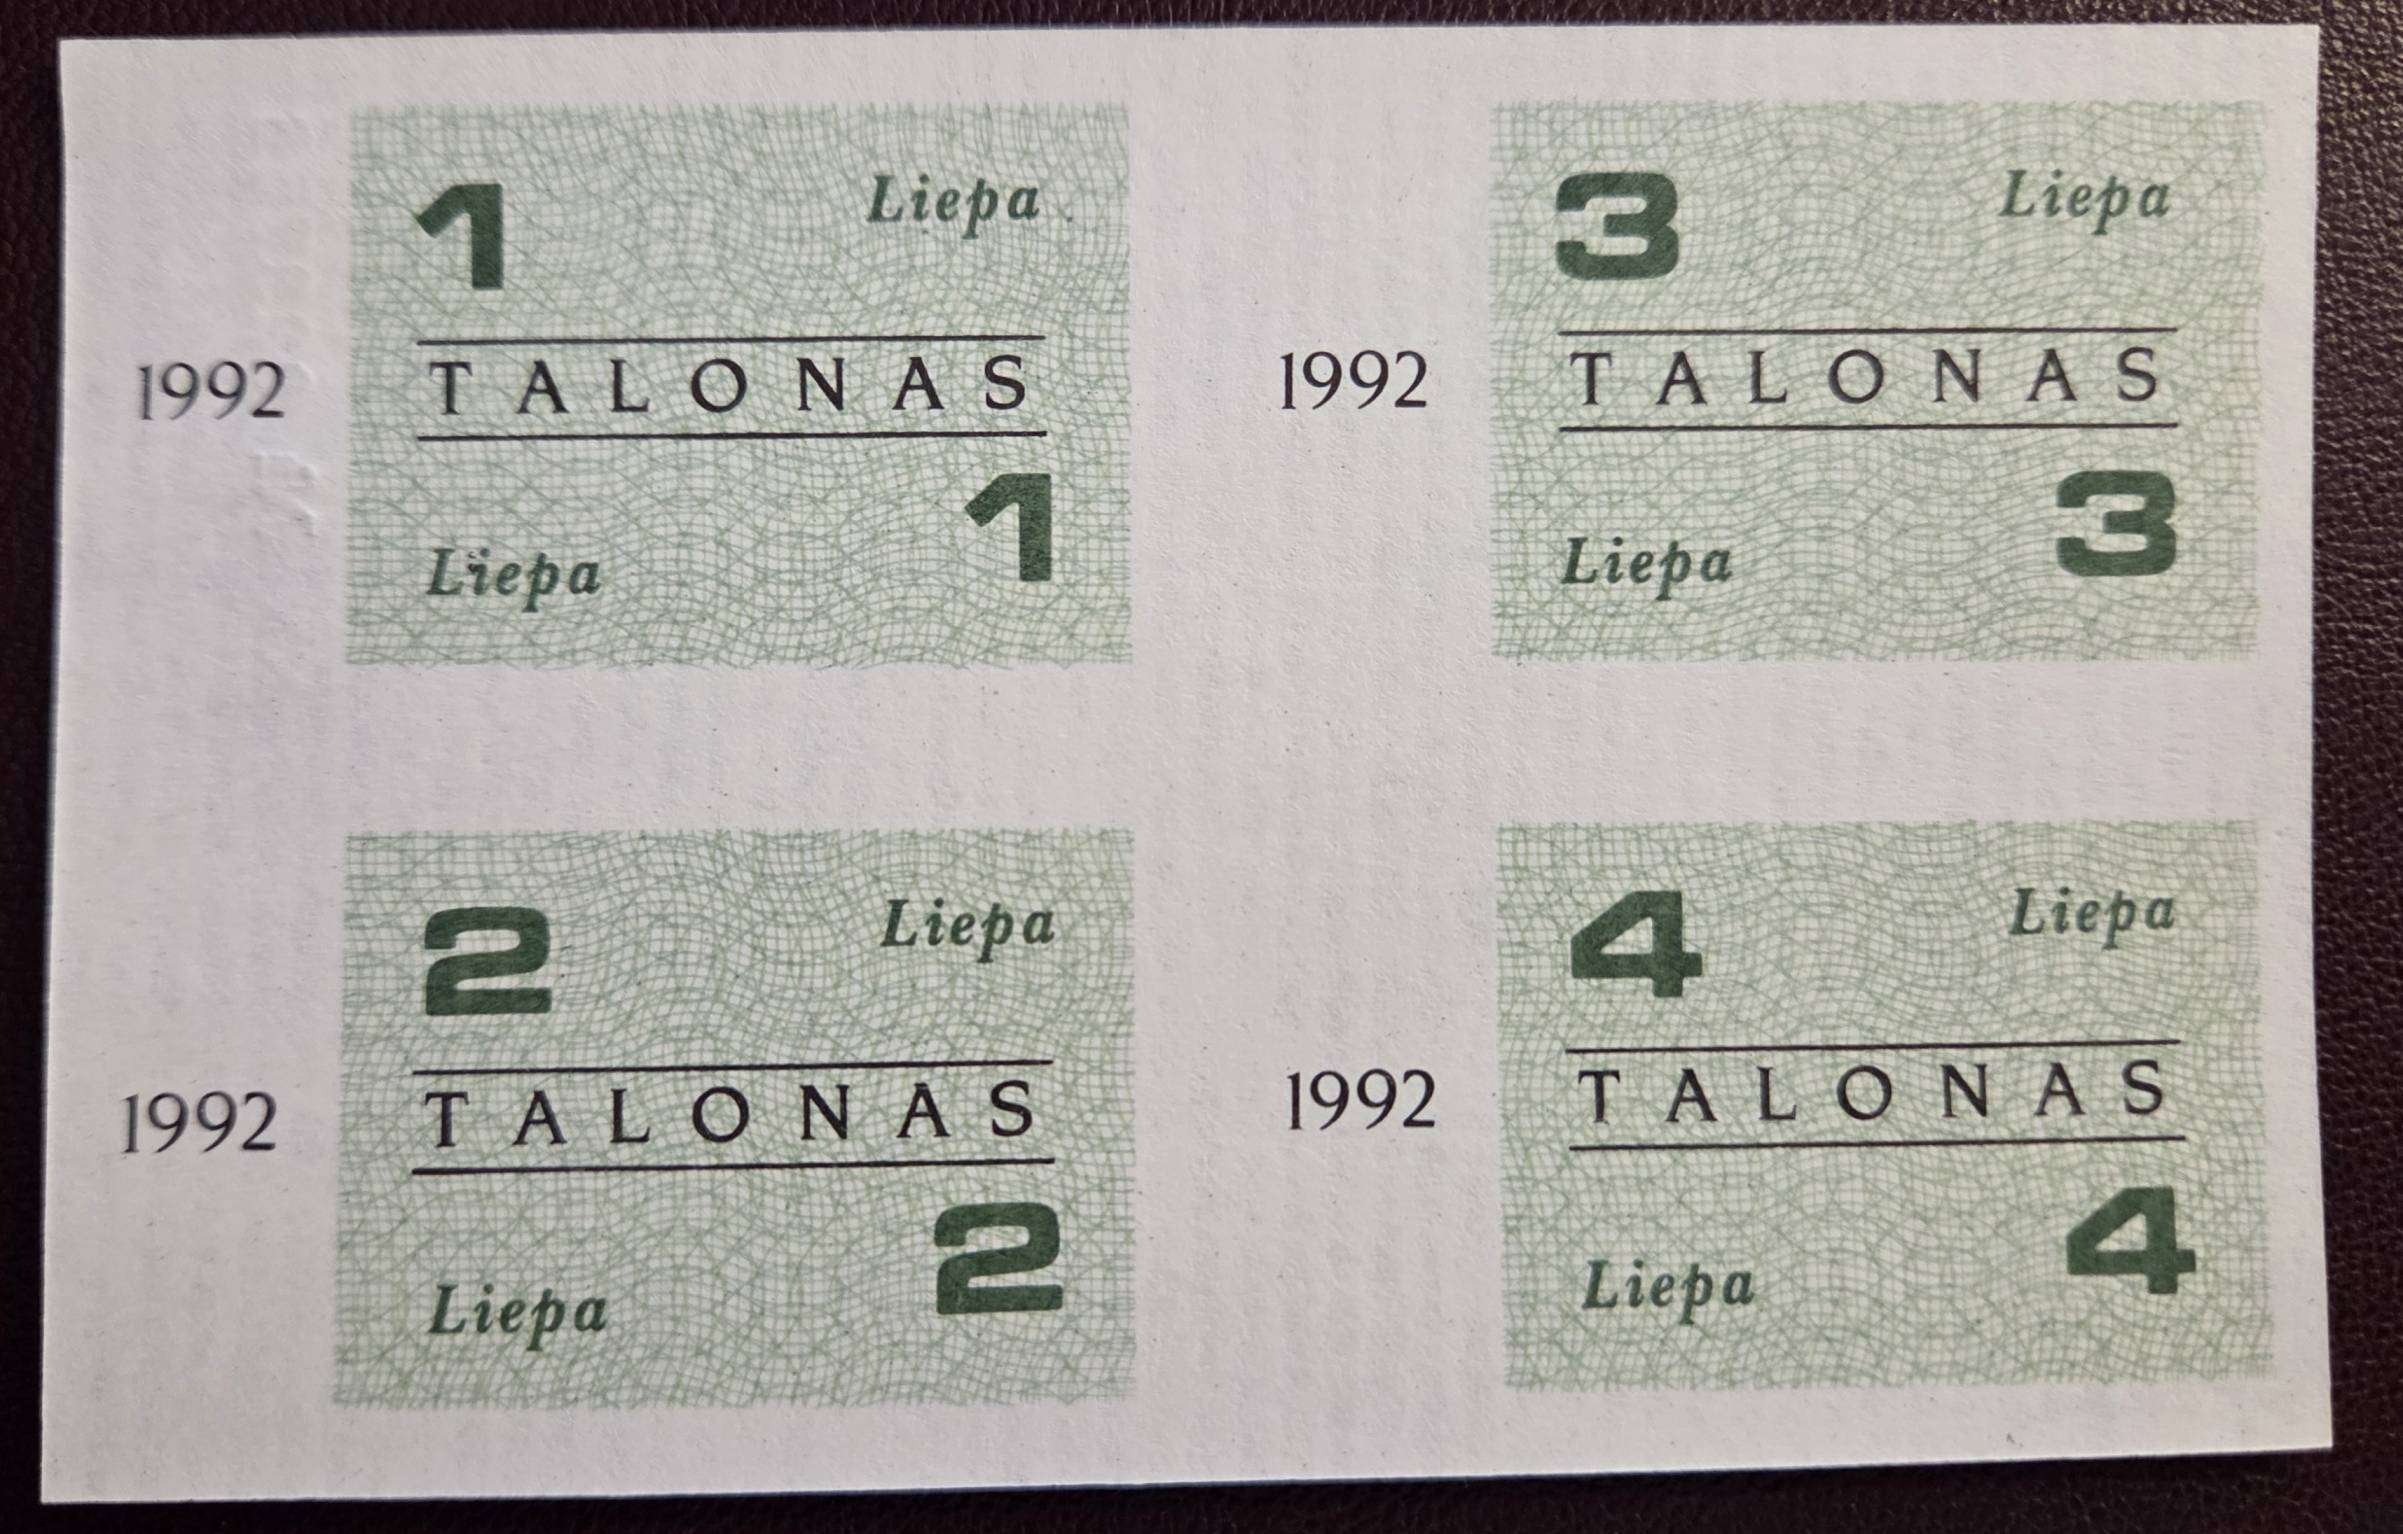 1 Liepa
1992 TALONAS
Liepa 1
3 Liepa
1992 TALONAS
Liepa 3
2 Liepa
1992 TALONAS
Liepa 2
4 Liepa
1992 TALONAS
Liepa 4